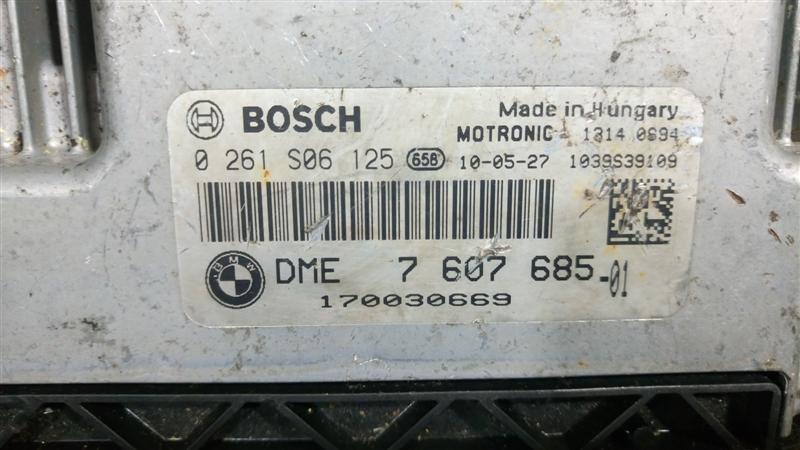 BOSCH
Made in Hungary
MOTRONIC 1314 0694
0 261 S06 125 658 10-05-27 1039S39109
BMW
DME 7 607 685-01
170030669